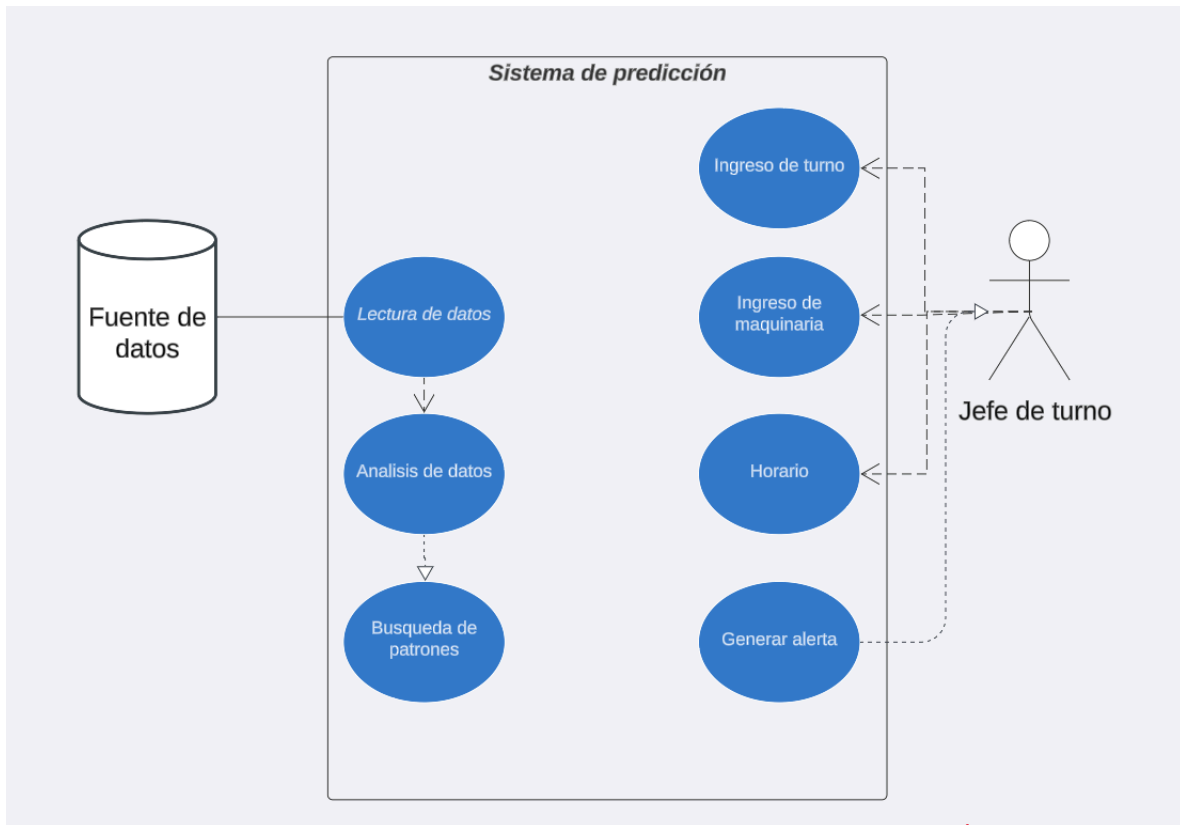 Sistema de predicción
Ingreso de turno
Fuente de
datos
Lectura de datos
Ingreso de
maquinaria
Jefe de turno
Analisis de datos
Horario
Busqueda de
patrones
Generar alerta